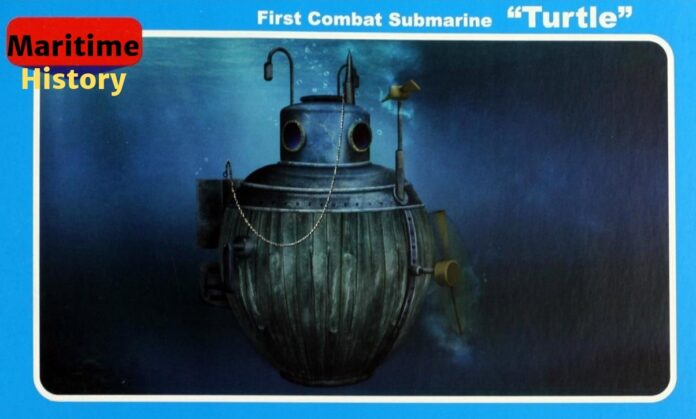 First Combat Submarine “Turtle”
Maritime
History